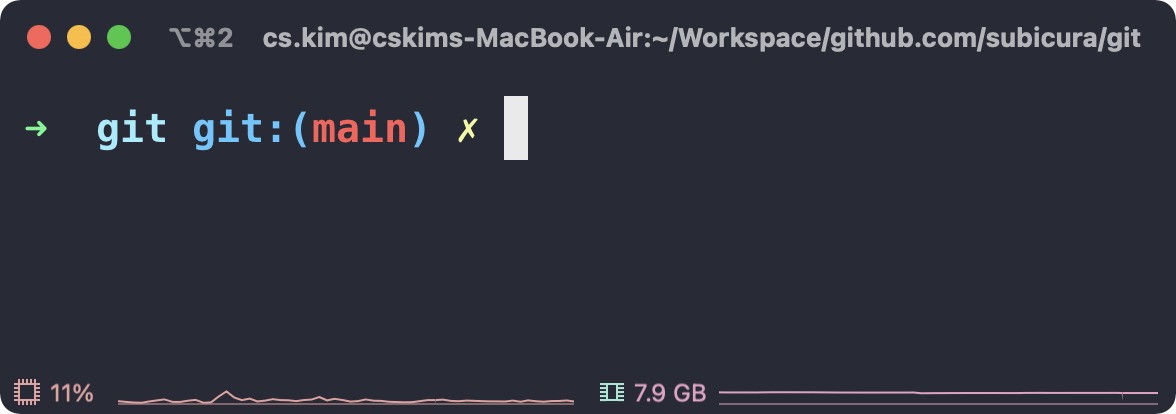 ⌥⌘2 cs.kim@cskims-MacBook-Air:~/Workspace/github.com/subicura/git
➜ git git:(main) ✗
11% 7.9 GB